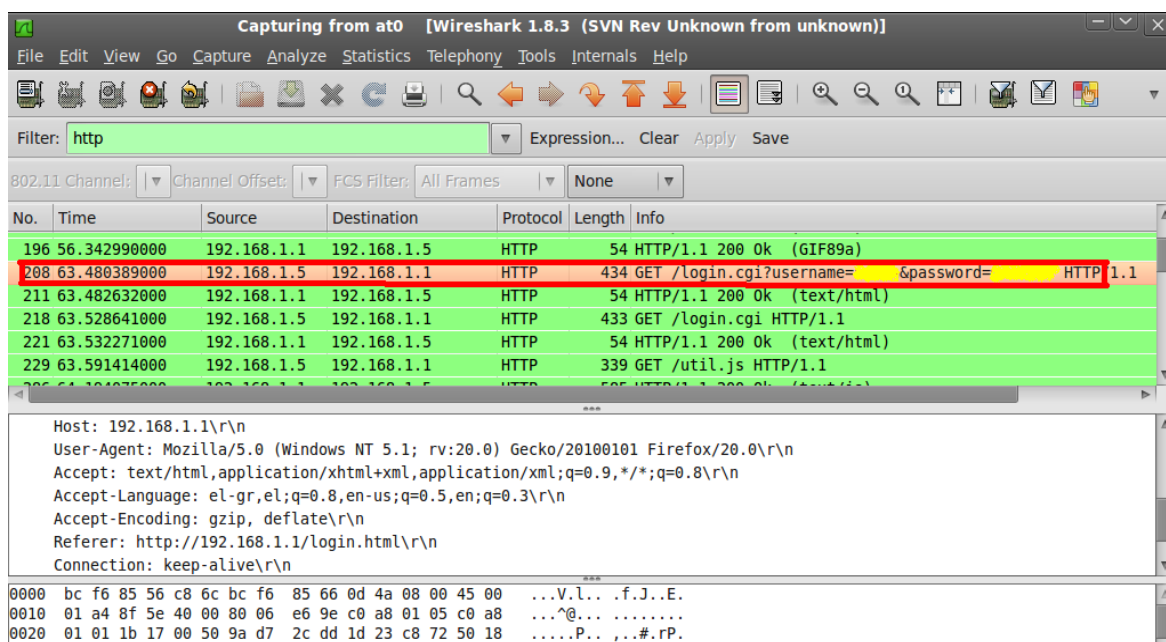 Capturing from at0 [Wireshark 1.8.3 (SVN Rev Unknown from unknown)]
File Edit View Go Capture Analyze Statistics Telephony Tools Internals Help
Filter: http Expression... Clear Apply Save
802.11 Channel: Channel Offset: FCS Filter: All Frames None
No. Time Source Destination Protocol Length Info
196 56.342990000 192.168.1.1 192.168.1.5 HTTP 54 HTTP/1.1 200 Ok (GIF89a)
208 63.480389000 192.168.1.5 192.168.1.1 HTTP 434 GET /login.cgi?username= &password= HTTP/1.1
211 63.482632000 192.168.1.1 192.168.1.5 HTTP 54 HTTP/1.1 200 Ok (text/html)
218 63.528641000 192.168.1.5 192.168.1.1 HTTP 433 GET /login.cgi HTTP/1.1
221 63.532271000 192.168.1.1 192.168.1.5 HTTP 54 HTTP/1.1 200 Ok (text/html)
229 63.591414000 192.168.1.5 192.168.1.1 HTTP 339 GET /util.js HTTP/1.1
Host: 192.168.1.1\r\n
User-Agent: Mozilla/5.0 (Windows NT 5.1; rv:20.0) Gecko/20100101 Firefox/20.0\r\n
Accept: text/html,application/xhtml+xml,application/xml;q=0.9,*/*;q=0.8\r\n
Accept-Language: el-gr,el;q=0.8,en-us;q=0.5,en;q=0.3\r\n
Accept-Encoding: gzip, deflate\r\n
Referer: http://192.168.1.1/login.html\r\n
Connection: keep-alive\r\n
0000 bc f6 85 56 c8 6c bc f6 85 66 0d 4a 08 00 45 00 ...V.l.. .f.J..E.
0010 01 a4 8f 5e 40 00 80 06 e6 9e c0 a8 01 05 c0 a8 ...^@... ........
0020 01 01 1b 17 00 50 9a d7 2c dd 1d 23 c8 72 50 18 .....P.. ,..#.rP.